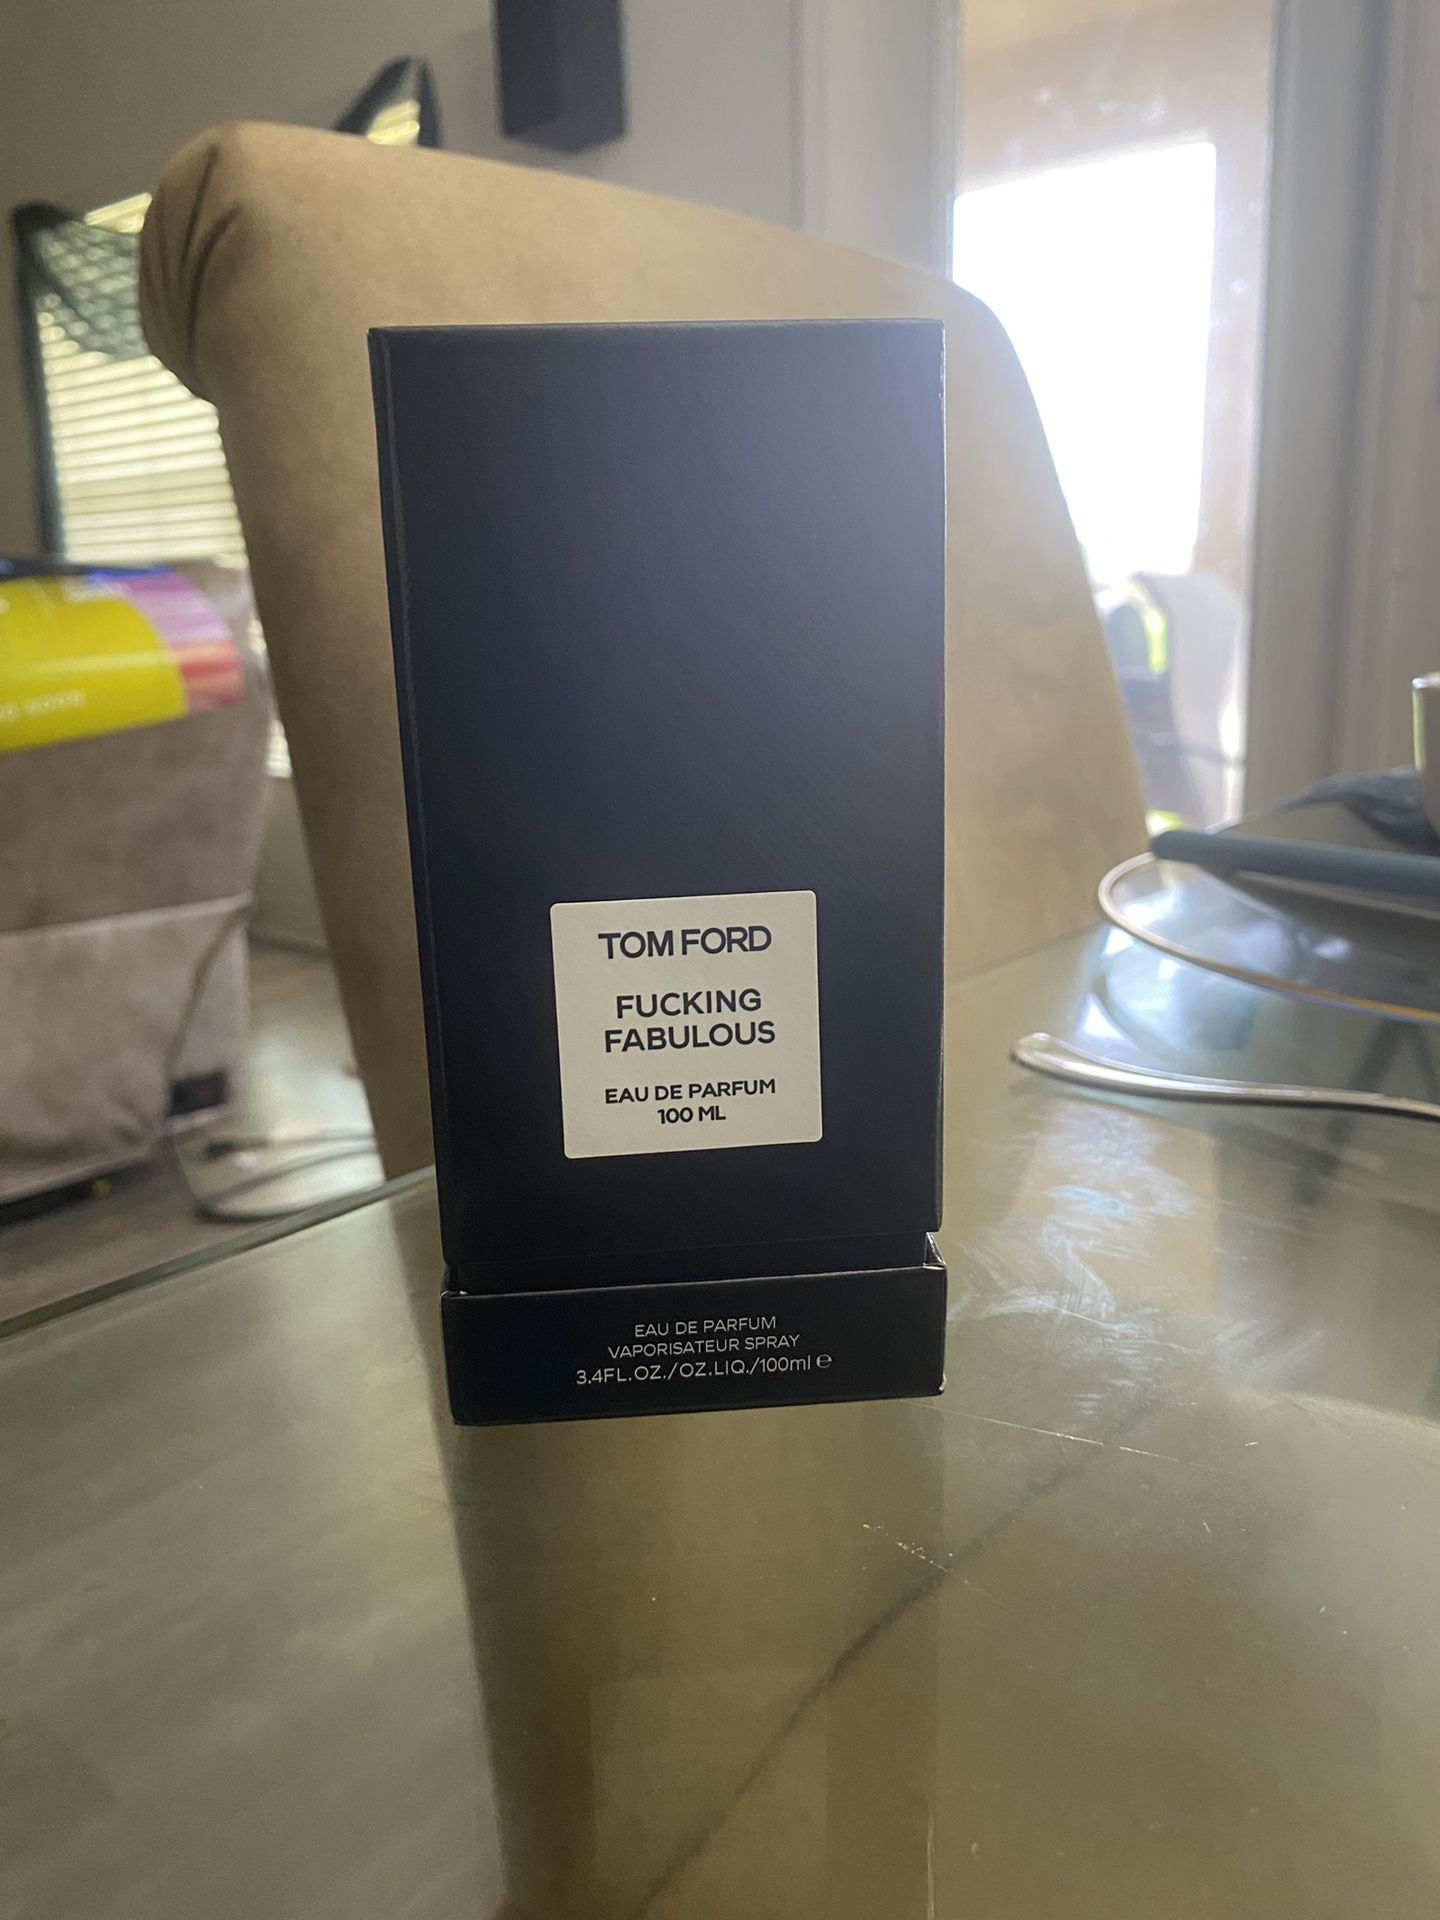 TOM FORD
FUCKING
FABULOUS
EAU DE PARFUM
100 ML
EAU DE PARFUM
VAPORISATEUR SPRAY
3.4FL.OZ./OZ.LIQ./100ml ℮